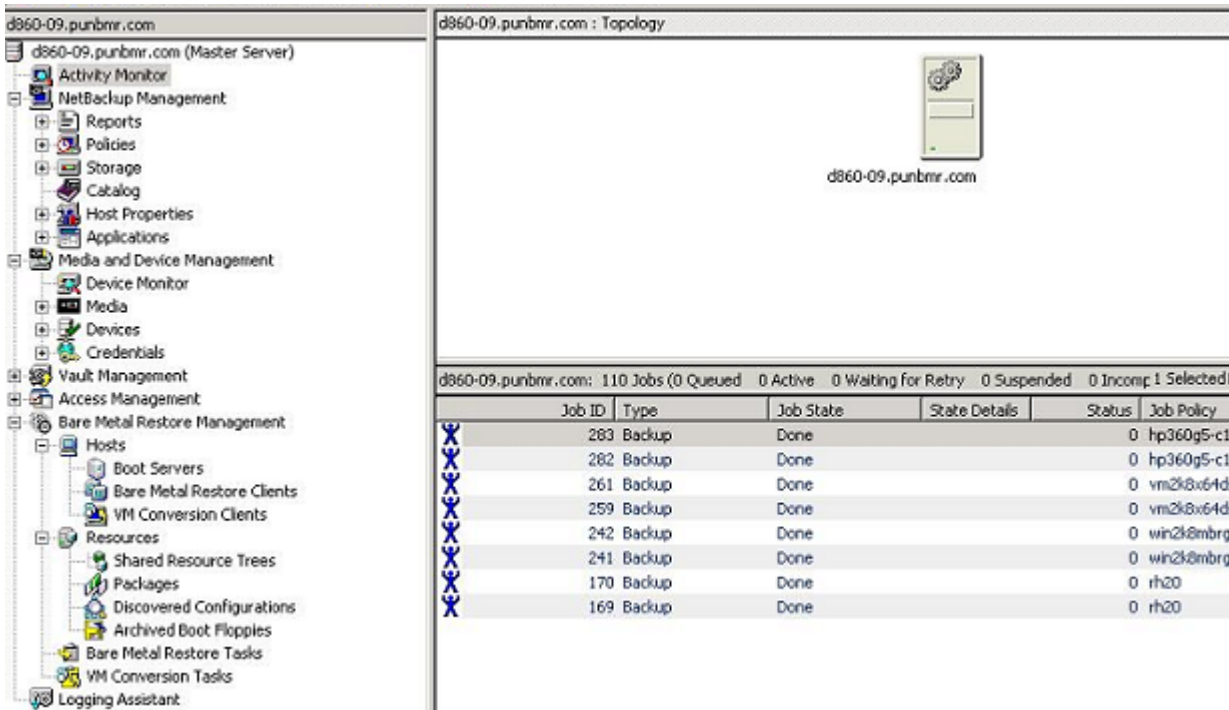 d860-09.punbmr.com
d860-09.punbmr.com (Master Server)
Activity Monitor
NetBackup Management
Reports
Policies
Storage
Catalog
Host Properties
Applications
Media and Device Management
Device Monitor
Media
Devices
Credentials
Vault Management
Access Management
Bare Metal Restore Management
Hosts
Boot Servers
Bare Metal Restore Clients
VM Conversion Clients
Resources
Shared Resource Trees
Packages
Discovered Configurations
Archived Boot Floppies
Bare Metal Restore Tasks
VM Conversion Tasks
Logging Assistant
d860-09.punbmr.com : Topology
d860-09.punbmr.com
d860-09.punbmr.com: 110 Jobs (0 Queued 0 Active 0 Waiting for Retry 0 Suspended 0 Incomp 1 Selected
Job ID Type Job State State Details Status Job Policy
283 Backup Done 0 hp360g5-c1
282 Backup Done 0 hp360g5-c1
261 Backup Done 0 vm2k8x64d
259 Backup Done 0 vm2k8x64d
242 Backup Done 0 win2k8mbrg
241 Backup Done 0 win2k8mbrg
170 Backup Done 0 rh20
169 Backup Done 0 rh20